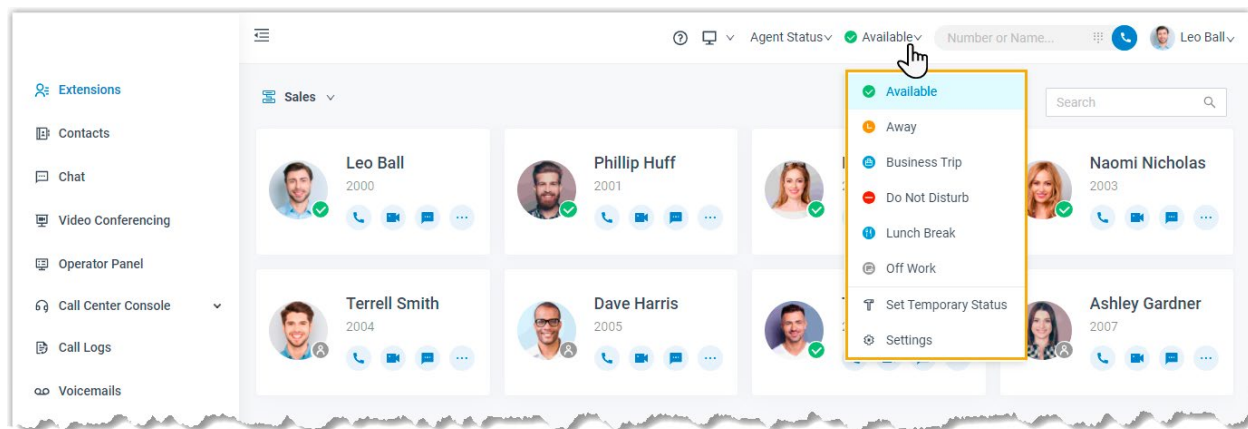 Agent Status
Available
Number or Name...
Leo Ball
Extensions
Contacts
Chat
Video Conferencing
Operator Panel
Call Center Console
Call Logs
Voicemails
Sales
Search
Available
Away
Business Trip
Do Not Disturb
Lunch Break
Off Work
Set Temporary Status
Settings
Leo Ball
2000
Phillip Huff
2001
Naomi Nicholas
2003
Terrell Smith
2004
Dave Harris
2005
Ashley Gardner
2007